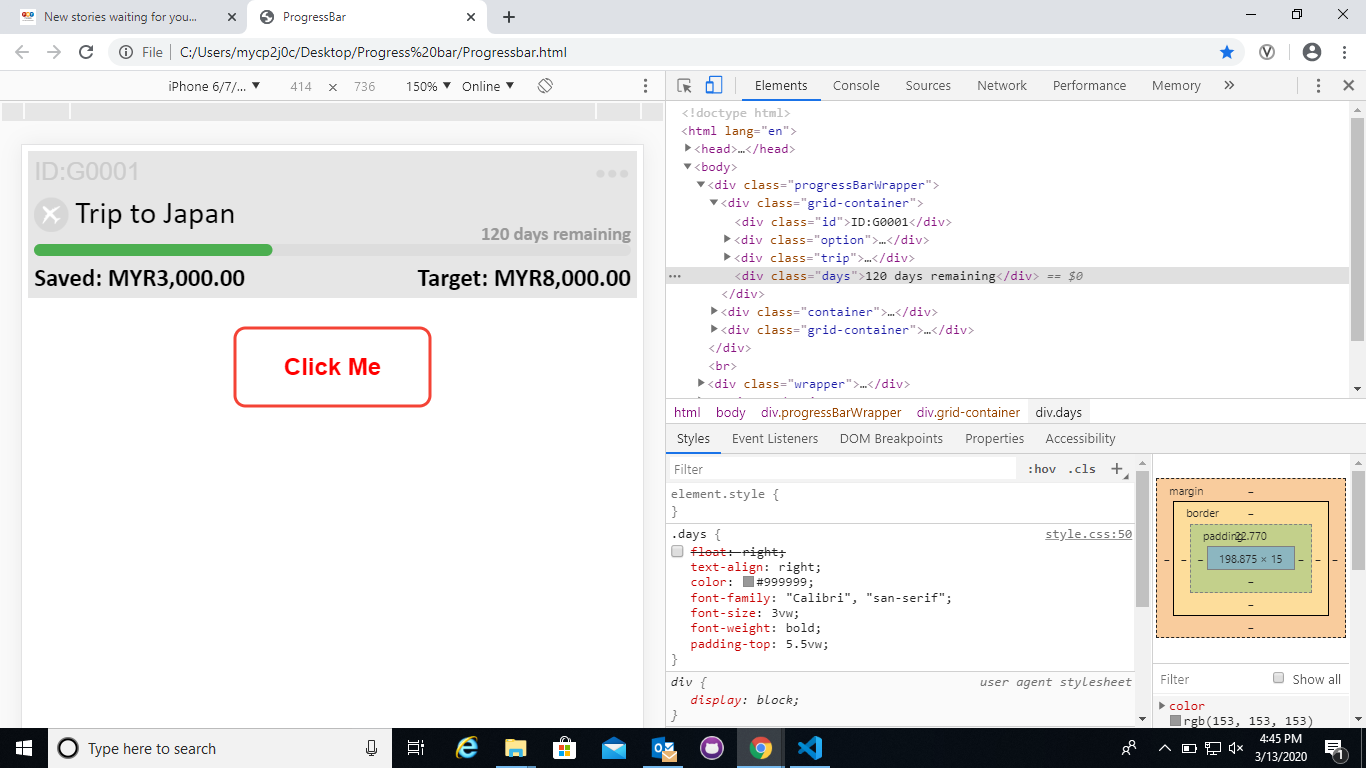 New stories waiting for you...
ProgressBar
File
C:/Users/mycp2j0c/Desktop/Progress%20bar/Progressbar.html
iPhone 6/7/... ▼ 414 × 736 150% ▼ Online ▼
ID:G0001
Trip to Japan
120 days remaining
Saved: MYR3,000.00 Target: MYR8,000.00
Click Me
Elements Console Sources Network Performance Memory »
<!doctype html>
<html lang="en">
<head>…</head>
<body>
<div class="progressBarWrapper">
<div class="grid-container">
<div class="id">ID:G0001</div>
<div class="option">…</div>
<div class="trip">…</div>
<div class="days">120 days remaining</div> == $0
</div>
<div class="container">…</div>
<div class="grid-container">…</div>
</div>
<br>
<div class="wrapper">…</div>
html body div.progressBarWrapper div.grid-container div.days
Styles Event Listeners DOM Breakpoints Properties Accessibility
Filter :hov .cls +
element.style {
}
.days { style.css:50
float: right;
text-align: right;
color: #999999;
font-family: "Calibri", "san-serif";
font-size: 3vw;
font-weight: bold;
padding-top: 5.5vw;
}
div { user agent stylesheet
display: block;
}
margin –
border –
padding 22.770
– – – 198.875 × 15 – – –
–
–
–
Filter Show all
color
rgb(153, 153, 153)
Type here to search
4:45 PM
3/13/2020
1